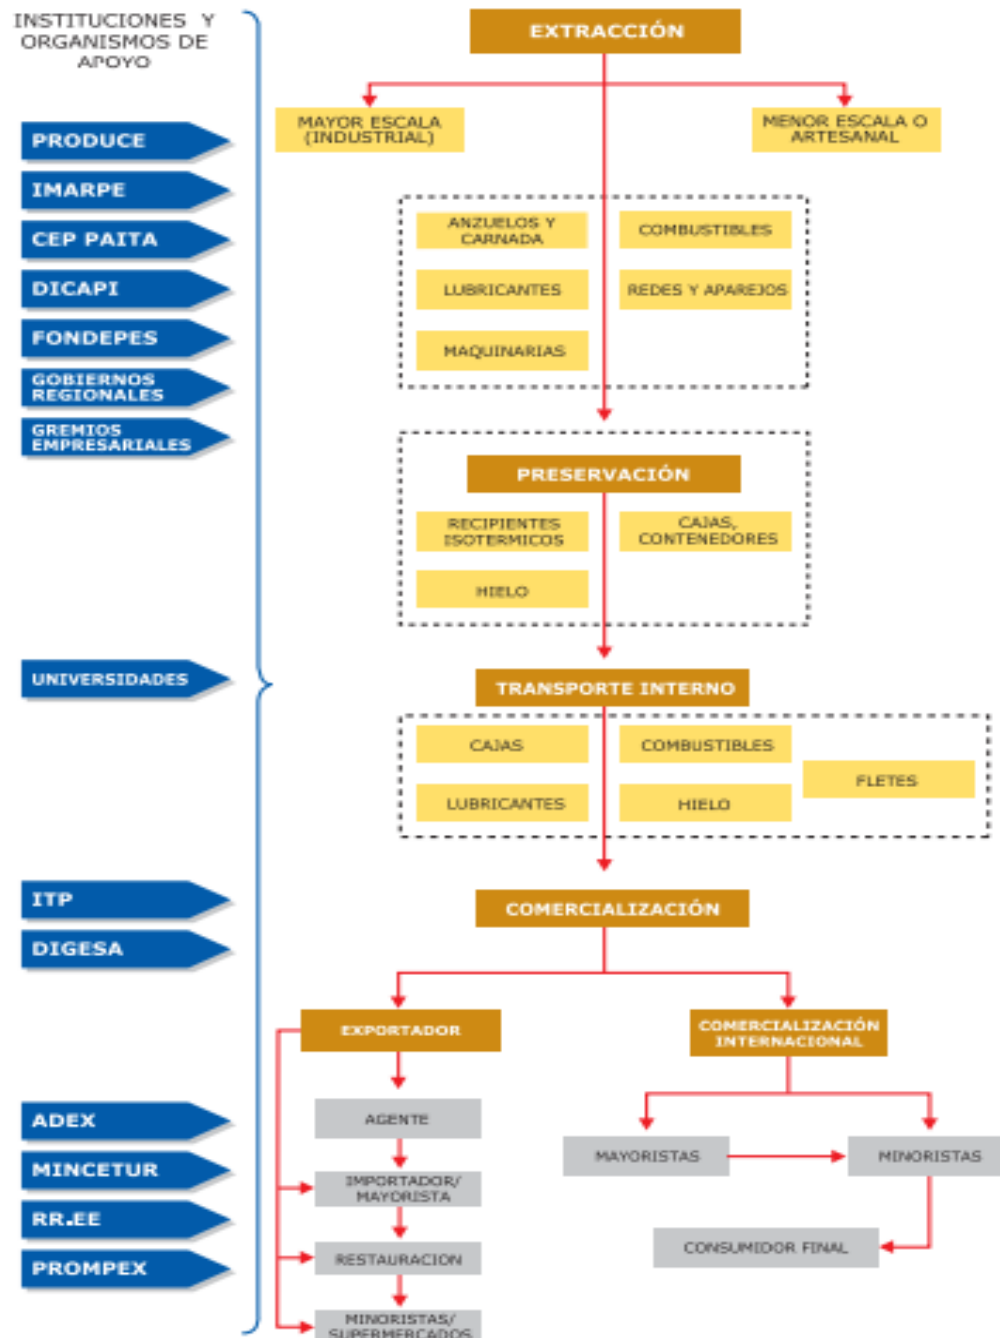 INSTITUCIONES Y
ORGANISMOS DE
APOYO
PRODUCE
IMARPE
CEP PAITA
DICAPI
FONDEPES
GOBIERNOS
REGIONALES
GREMIOS
EMPRESARIALES
UNIVERSIDADES
ITP
DIGESA
ADEX
MINCETUR
RR.EE
PROMPEX
EXTRACCIÓN
MAYOR ESCALA
(INDUSTRIAL)
MENOR ESCALA O
ARTESANAL
ANZUELOS Y
CARNADA
COMBUSTIBLES
LUBRICANTES
REDES Y APAREJOS
MAQUINARIAS
PRESERVACIÓN
RECIPIENTES
ISOTERMICOS
CAJAS,
CONTENEDORES
HIELO
TRANSPORTE INTERNO
CAJAS
COMBUSTIBLES
FLETES
LUBRICANTES
HIELO
COMERCIALIZACIÓN
EXPORTADOR
COMERCIALIZACIÓN
INTERNACIONAL
AGENTE
IMPORTADOR/
MAYORISTA
RESTAURACION
MINORISTAS/
SUPERMERCADOS
MAYORISTAS
MINORISTAS
CONSUMIDOR FINAL